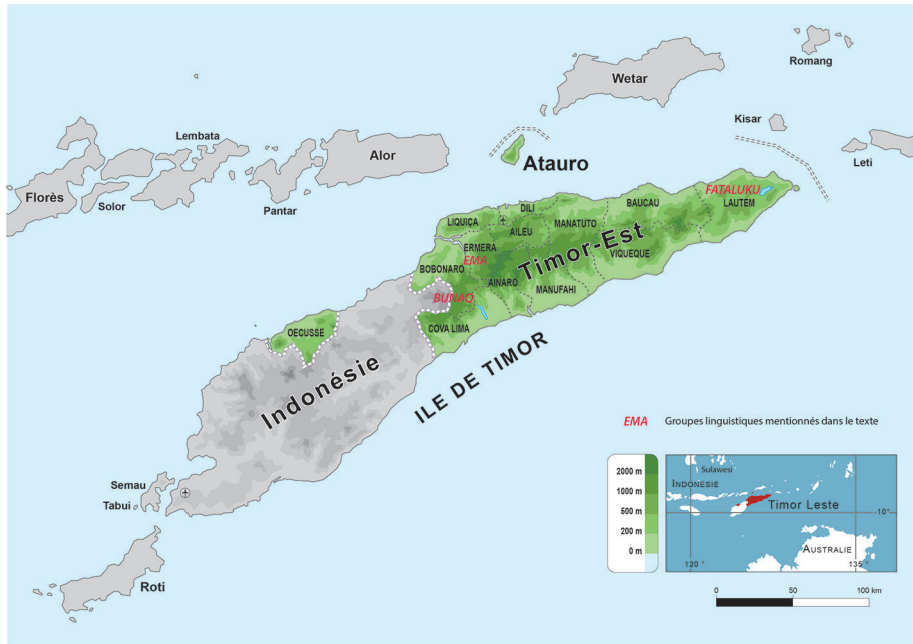 Romang
Wetar
Kisar
Lembata
Alor
Atauro
Leti
Florès
Solor
Pantar
FATALUKU
LAUTÉM
BAUCAU
DILI
LIQUIÇA
MANATUTO
AILEU
ERMERA
EMA
Timor-Est
VIQUEQUE
BOBONARO
AINARO
MANUFAHI
BUNAQ
COVA LIMA
OECUSSE
Indonésie
ILE DE TIMOR
EMA Groupes linguistiques mentionnés dans le texte
Semau
Tabui
Roti
2000 m
1000 m
600 m
200 m
0 m
Sulawesi
INDONESIE
Timor Leste
-10°
AUSTRALIE
120 °
135 °
0 50 100 km